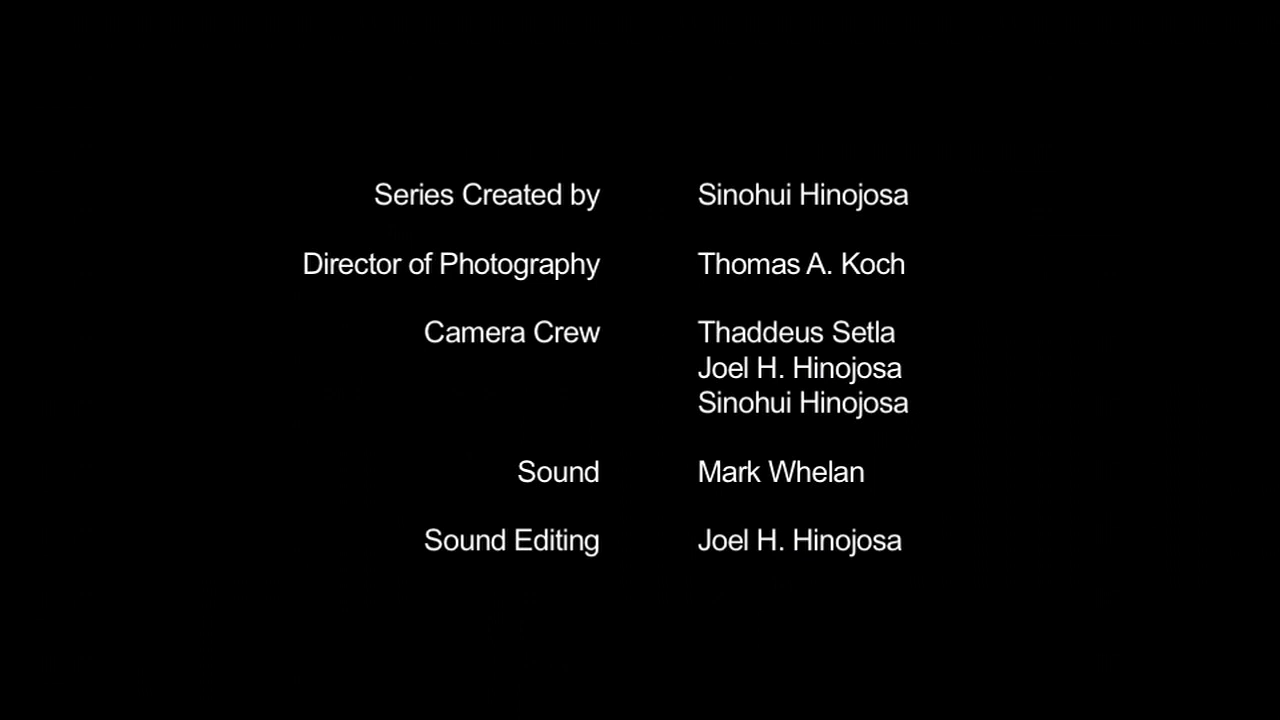 Series Created by Sinohui Hinojosa
Director of Photography Thomas A. Koch
Camera Crew Thaddeus Setla
Joel H. Hinojosa
Sinohui Hinojosa
Sound Mark Whelan
Sound Editing Joel H. Hinojosa